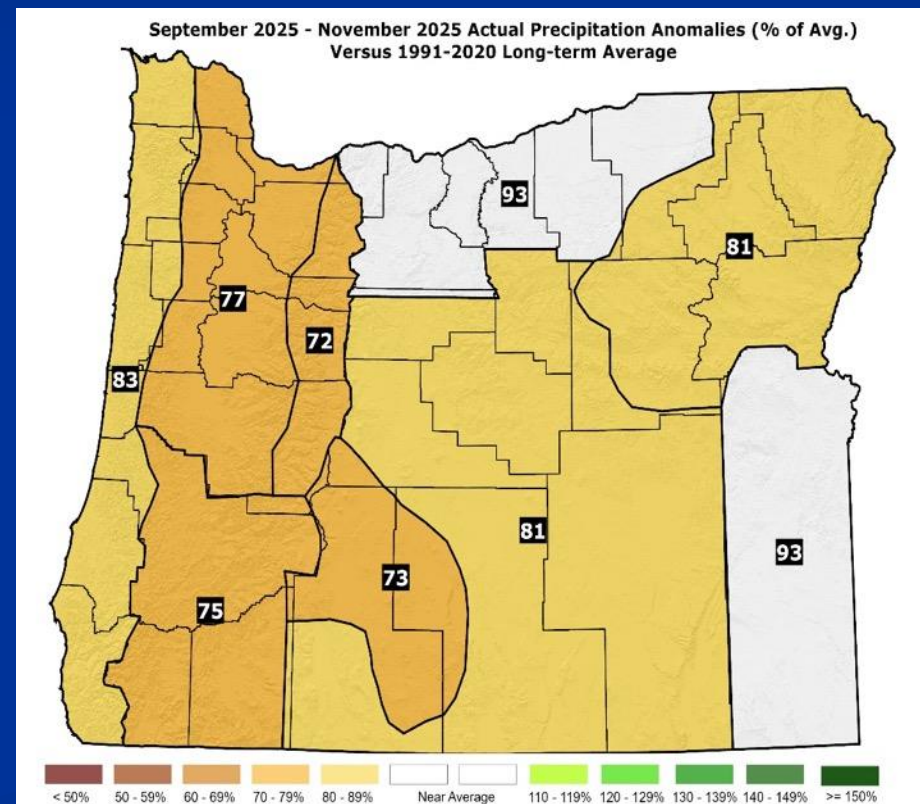 September 2025 - November 2025 Actual Precipitation Anomalies (% of Avg.)
Versus 1991-2020 Long-term Average
93
81
77
72
83
81
93
73
75
< 50%
50 - 59%
60 - 69%
70 - 79%
80 - 89%
Near Average
110 - 119%
120 - 129%
130 - 139%
140 - 149%
>= 150%